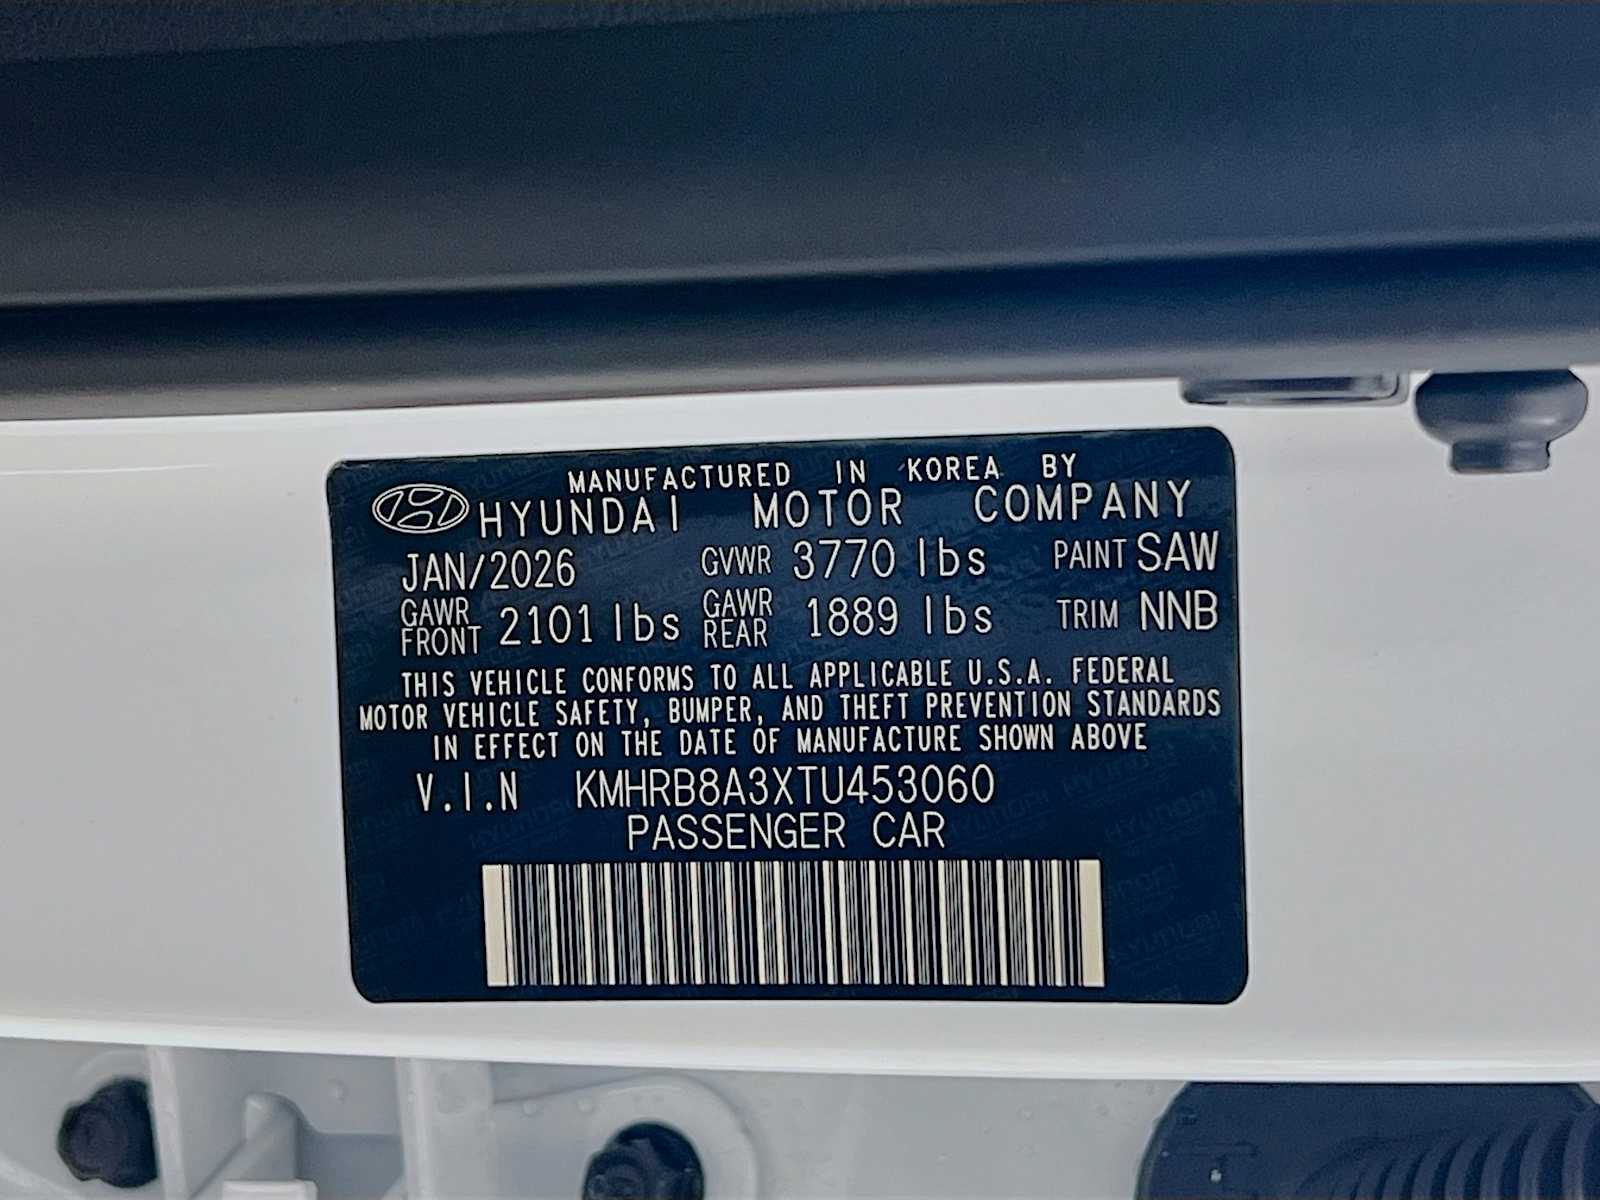 MANUFACTURED IN KOREA BY
HYUNDAI MOTOR COMPANY
JAN/2026 GVWR 3770 lbs PAINT SAW
GAWR FRONT 2101 lbs GAWR REAR 1889 lbs TRIM NNB
THIS VEHICLE CONFORMS TO ALL APPLICABLE U.S.A. FEDERAL
MOTOR VEHICLE SAFETY, BUMPER, AND THEFT PREVENTION STANDARDS
IN EFFECT ON THE DATE OF MANUFACTURE SHOWN ABOVE
V.I.N KMHRB8A3XTU453060
PASSENGER CAR